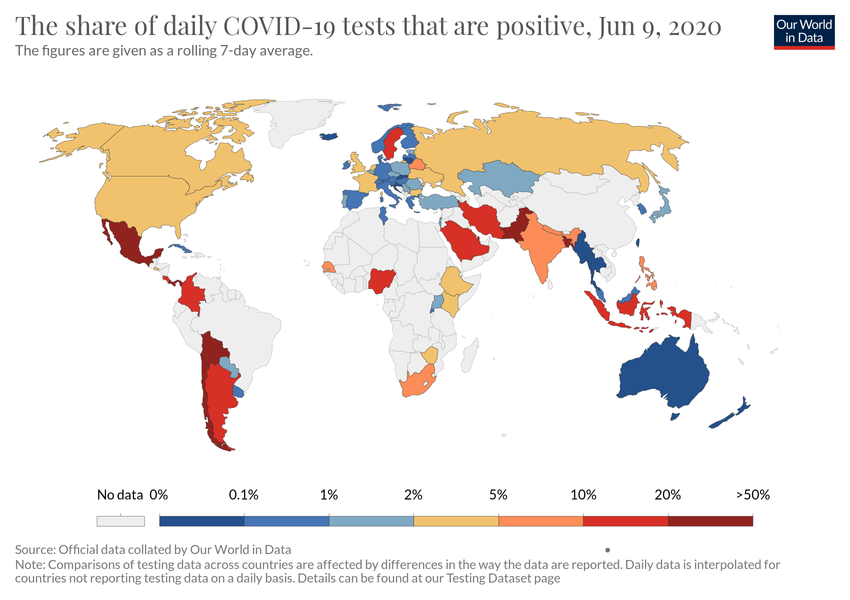 The share of daily COVID-19 tests that are positive, Jun 9, 2020
The figures are given as a rolling 7-day average.
Our World
in Data
No data 0% 0.1% 1% 2% 5% 10% 20% >50%
Source: Official data collated by Our World in Data
Note: Comparisons of testing data across countries are affected by differences in the way the data are reported. Daily data is interpolated for
countries not reporting testing data on a daily basis. Details can be found at our Testing Dataset page